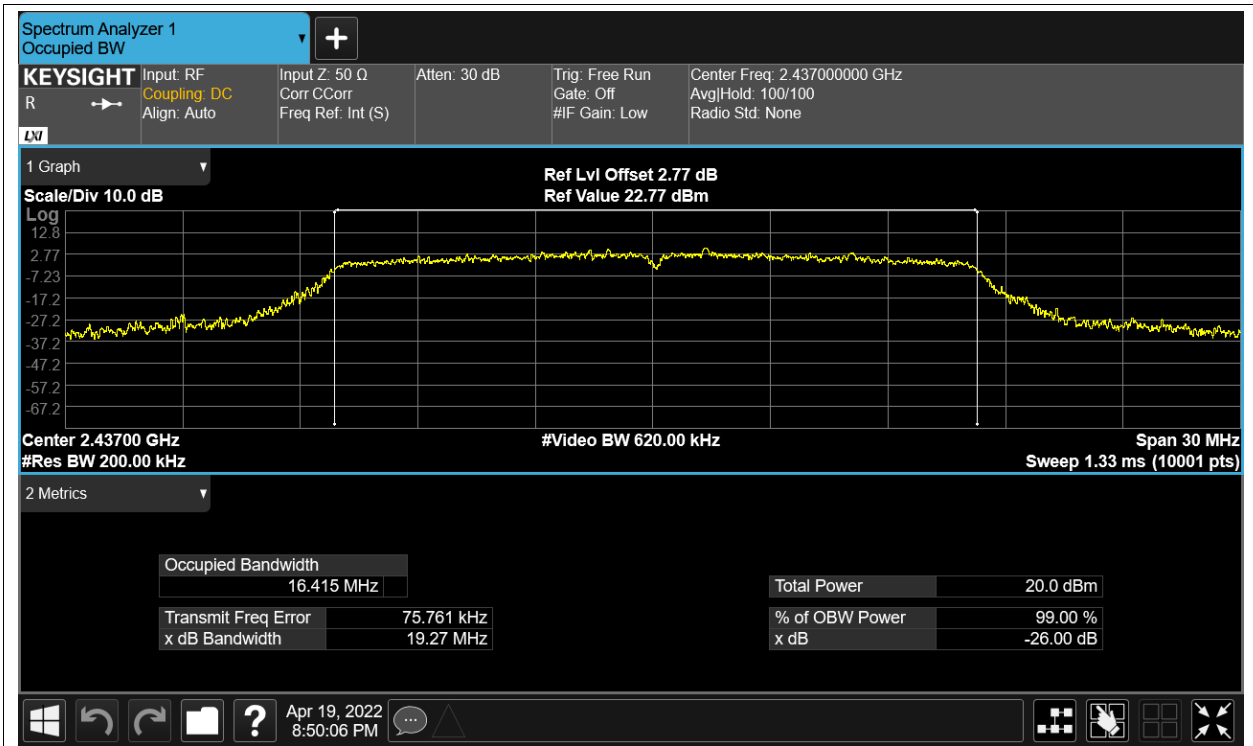 Spectrum Analyzer 1
Occupied BW
KEYSIGHT
R
LXI
Input: RF
Coupling: DC
Align: Auto
Input Z: 50 Ω
Corr CCorr
Freq Ref: Int (S)
Atten: 30 dB
Trig: Free Run
Gate: Off
#IF Gain: Low
Center Freq: 2.437000000 GHz
Avg|Hold: 100/100
Radio Std: None
1 Graph
Scale/Div 10.0 dB
Ref Lvl Offset 2.77 dB
Ref Value 22.77 dBm
Log
12.8
2.77
-7.23
-17.2
-27.2
-37.2
-47.2
-57.2
-67.2
Center 2.43700 GHz
#Res BW 200.00 kHz
#Video BW 620.00 kHz
Span 30 MHz
Sweep 1.33 ms (10001 pts)
2 Metrics
Occupied Bandwidth
16.415 MHz
Transmit Freq Error 75.761 kHz
x dB Bandwidth 19.27 MHz
Total Power 20.0 dBm
% of OBW Power 99.00 %
x dB -26.00 dB
?
Apr 19, 2022
8:50:06 PM